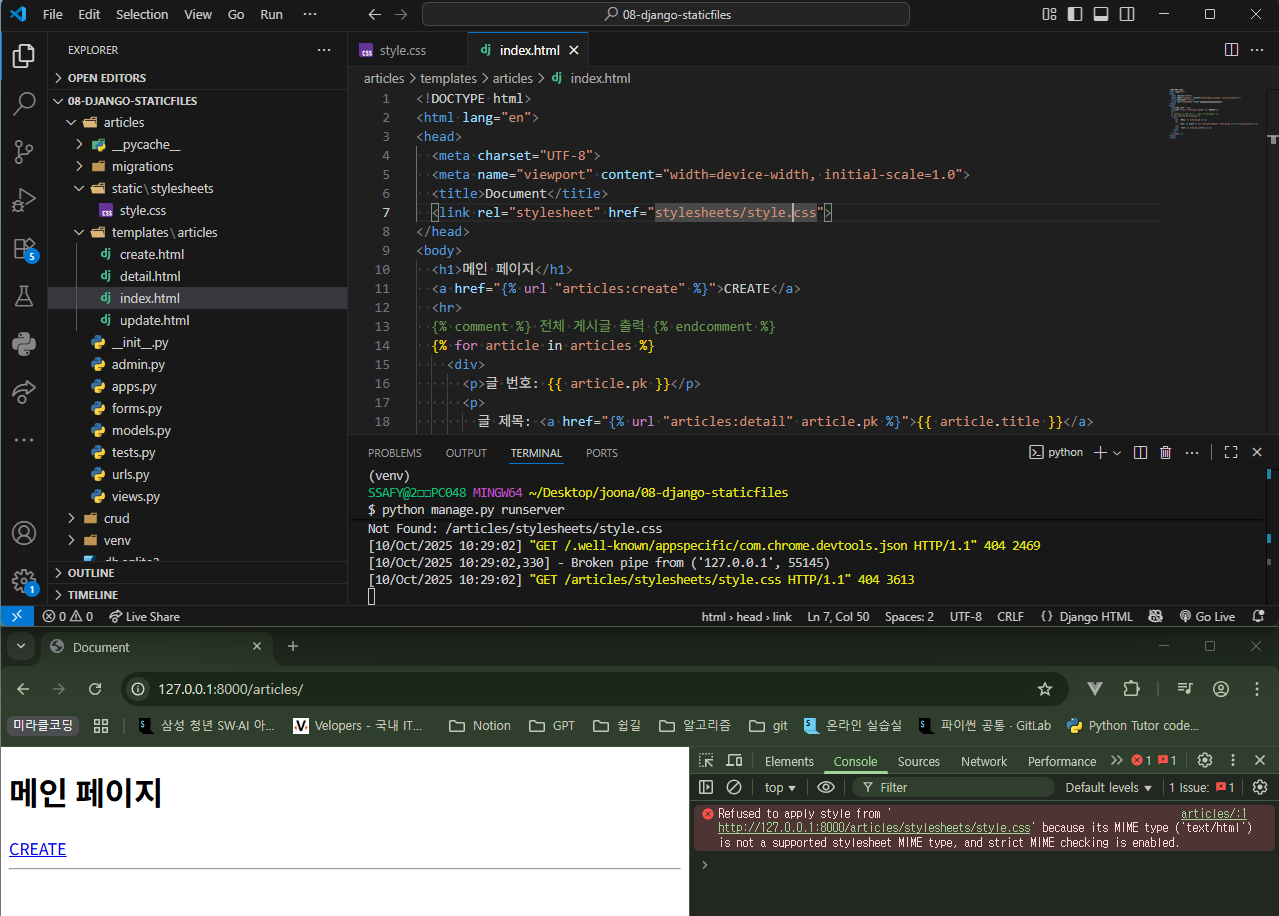 File Edit Selection View Go Run ··· 08-django-staticfiles
EXPLORER ···
OPEN EDITORS
08-DJANGO-STATICFILES
articles
__pycache__
migrations
static\stylesheets
style.css
templates\articles
create.html
detail.html
index.html
update.html
__init__.py
admin.py
apps.py
forms.py
models.py
tests.py
urls.py
views.py
crud
venv
OUTLINE
TIMELINE
5
1
style.css index.html
articles > templates > articles > index.html
1 <!DOCTYPE html>
2 <html lang="en">
3 <head>
4 <meta charset="UTF-8">
5 <meta name="viewport" content="width=device-width, initial-scale=1.0">
6 <title>Document</title>
7 <link rel="stylesheet" href="stylesheets/style.css">
8 </head>
9 <body>
10 <h1>메인 페이지</h1>
11 <a href="{% url "articles:create" %}">CREATE</a>
12 <hr>
13 {% comment %} 전체 게시글 출력 {% endcomment %}
14 {% for article in articles %}
15 <div>
16 <p>글 번호: {{ article.pk }}</p>
17 <p>
18 글 제목: <a href="{% url "articles:detail" article.pk %}">{{ article.title }}</a>
PROBLEMS OUTPUT TERMINAL PORTS python
(venv)
SSAFY@2□□PC048 MINGW64 ~/Desktop/joona/08-django-staticfiles
$ python manage.py runserver
Not Found: /articles/stylesheets/style.css
[10/Oct/2025 10:29:02] "GET /.well-known/appspecific/com.chrome.devtools.json HTTP/1.1" 404 2469
[10/Oct/2025 10:29:02,330] - Broken pipe from ('127.0.0.1', 55145)
[10/Oct/2025 10:29:02] "GET /articles/stylesheets/style.css HTTP/1.1" 404 3613
0 0 Live Share html > head > link Ln 7, Col 50 Spaces: 2 UTF-8 CRLF {} Django HTML Go Live
Document
127.0.0.1:8000/articles/
미라클코딩 삼성 청년 SW·AI 아... Velopers - 국내 IT... Notion GPT 쉽길 알고리즘 git 온라인 실습실 파이썬 공통 · GitLab Python Tutor code...
메인 페이지
CREATE
Elements Console Sources Network Performance 1 1
top Filter Default levels 1 Issue: 1
Refused to apply style from ' articles/:1
http://127.0.0.1:8000/articles/stylesheets/style.css' because its MIME type ('text/html')
is not a supported stylesheet MIME type, and strict MIME checking is enabled.